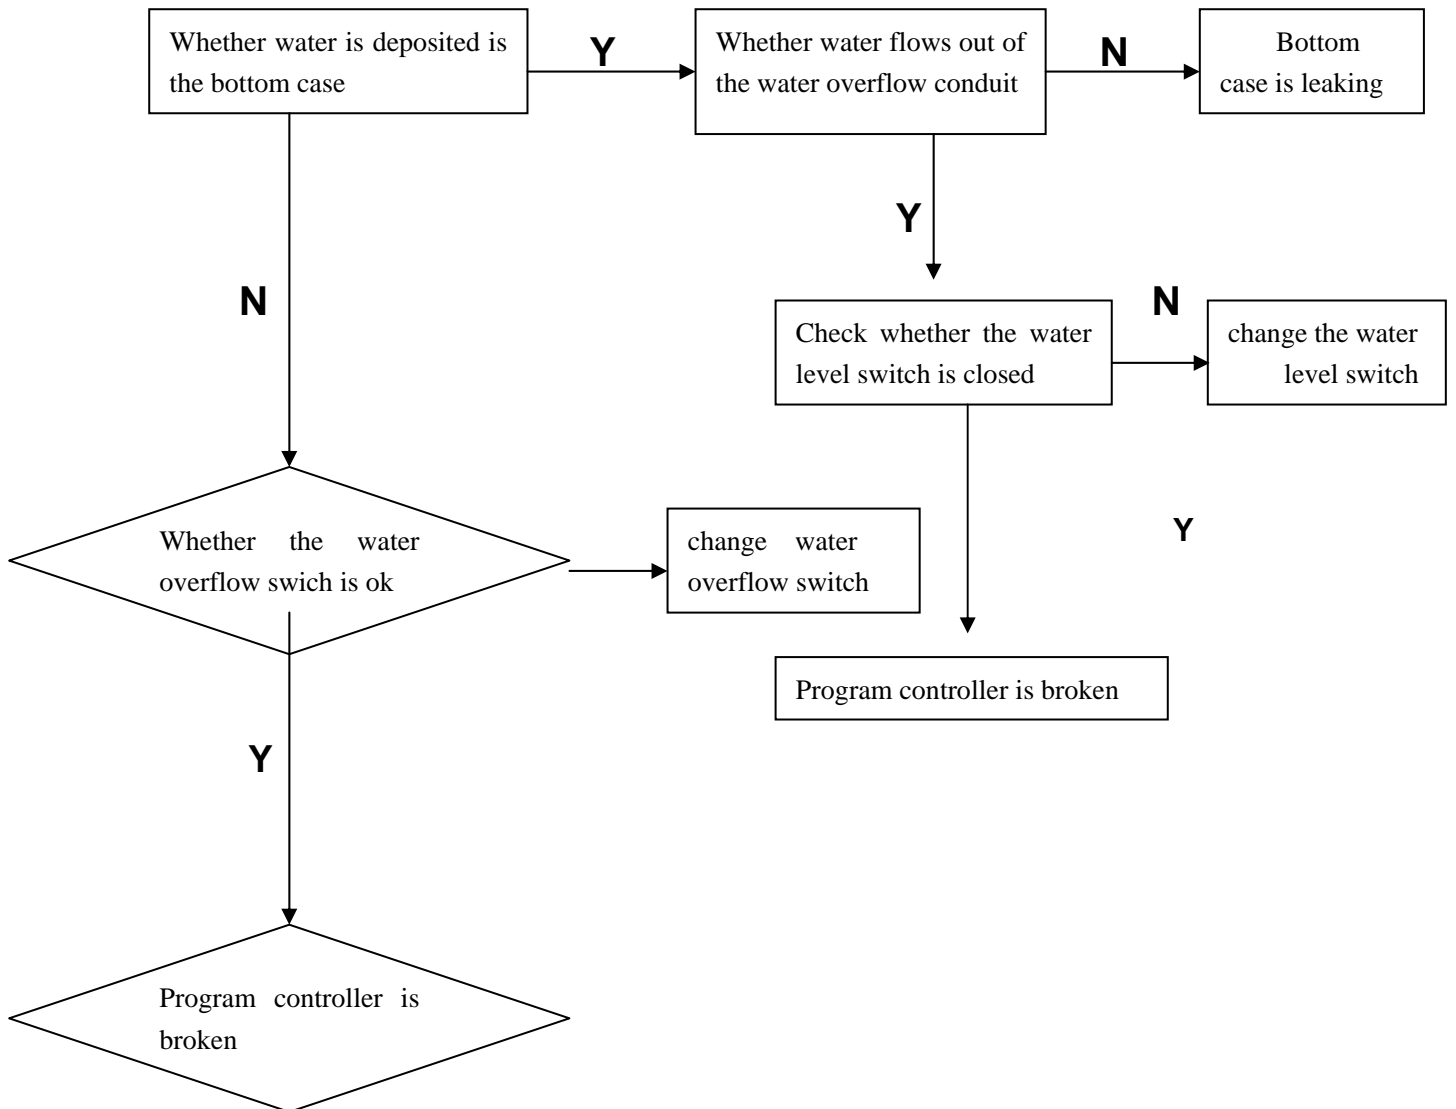 Whether water is deposited is
the bottom case
Y
Whether water flows out of
the water overflow conduit
N
Bottom
case is leaking
Y
N
Check whether the water
level switch is closed
N
change the water
level switch
Whether the water
overflow swich is ok
change water
overflow switch
Y
Program controller is broken
Y
Program controller is
broken